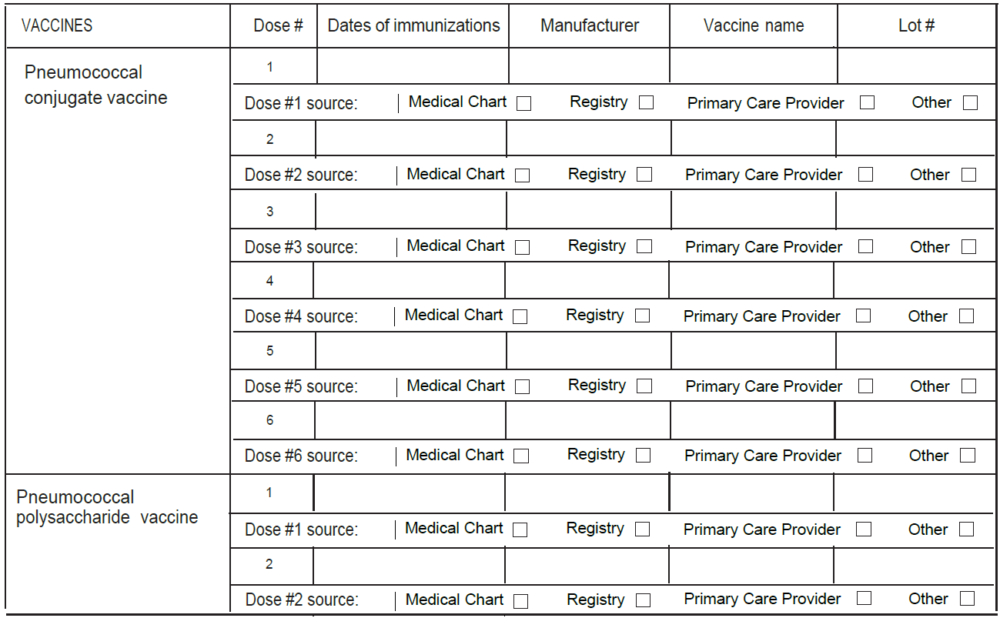 VACCINES Dose # Dates of immunizations Manufacturer Vaccine name Lot #
Pneumococcal
conjugate vaccine
1
Dose #1 source: Medical Chart Registry Primary Care Provider Other
2
Dose #2 source: Medical Chart Registry Primary Care Provider Other
3
Dose #3 source: Medical Chart Registry Primary Care Provider Other
4
Dose #4 source: Medical Chart Registry Primary Care Provider Other
5
Dose #5 source: Medical Chart Registry Primary Care Provider Other
6
Dose #6 source: Medical Chart Registry Primary Care Provider Other
Pneumococcal
polysaccharide vaccine
1
Dose #1 source: Medical Chart Registry Primary Care Provider Other
2
Dose #2 source: Medical Chart Registry Primary Care Provider Other